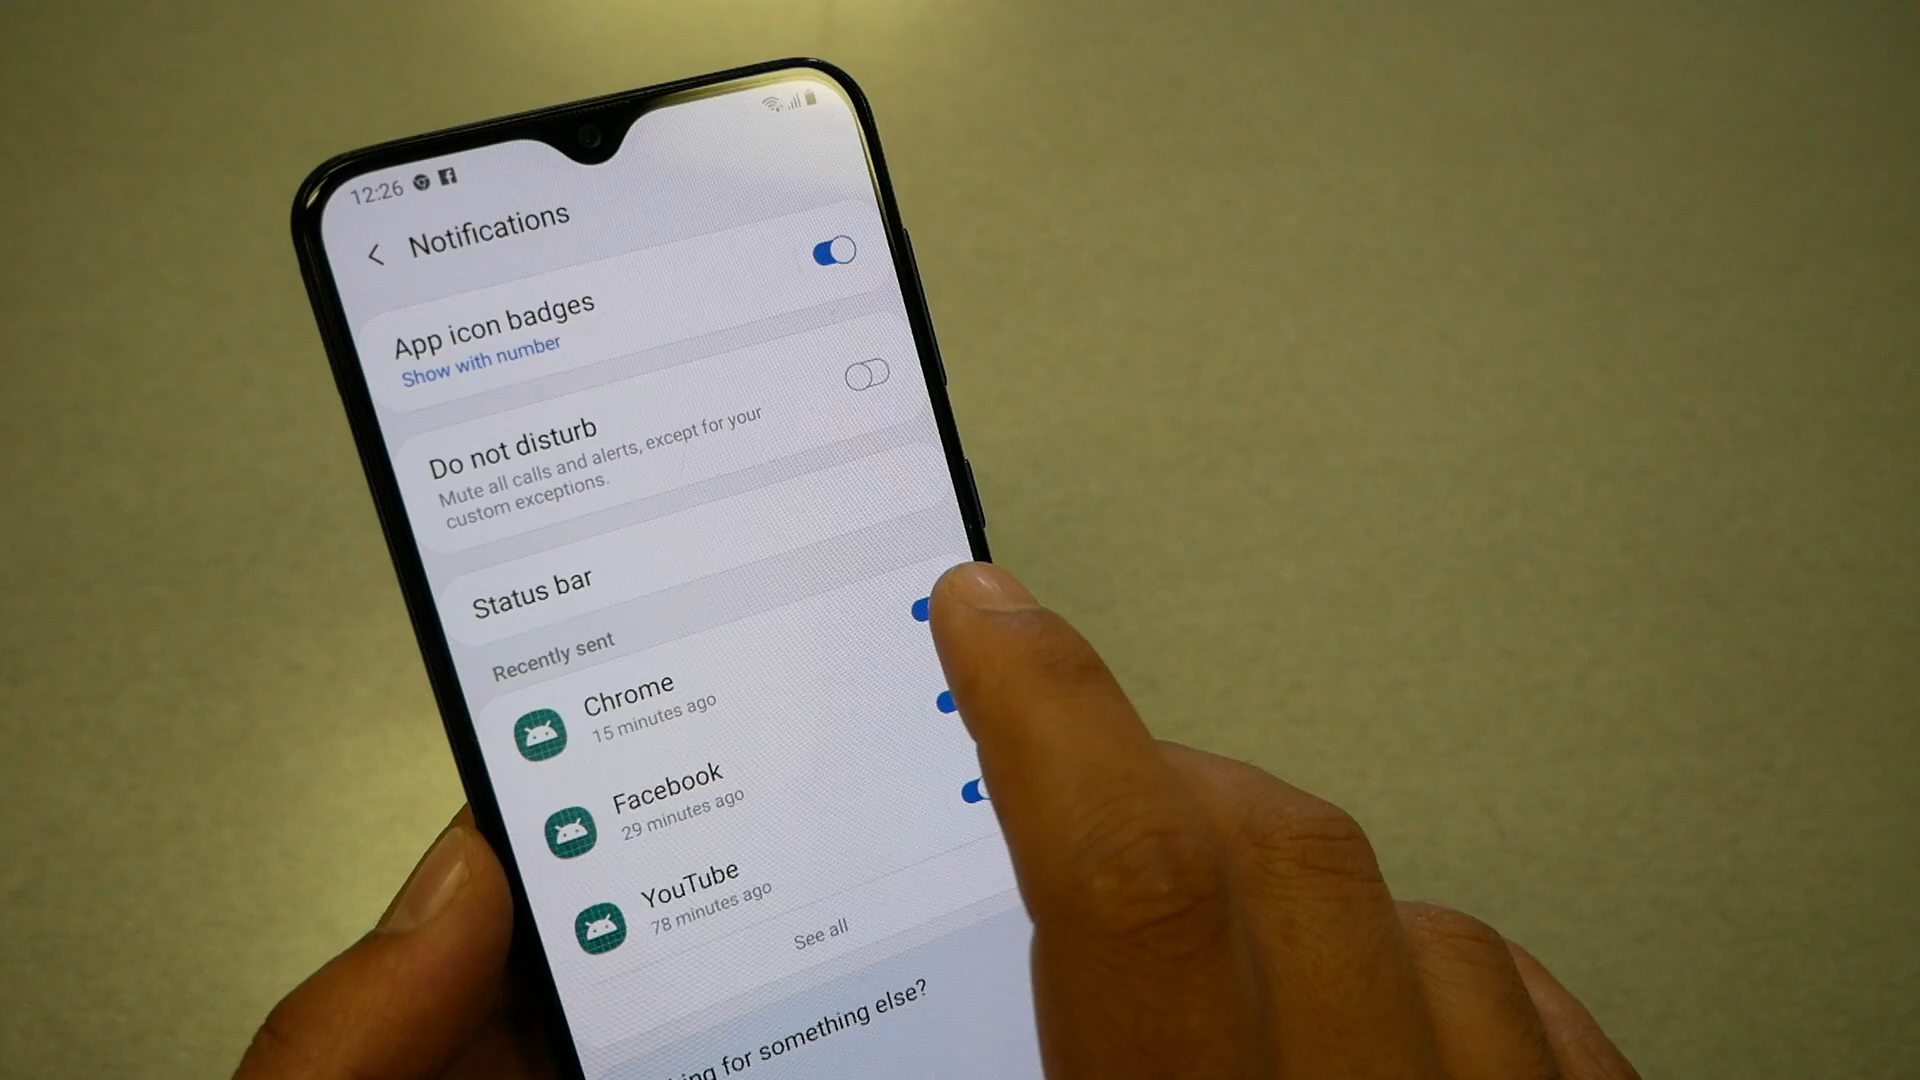 12:26
Notifications
App icon badges
Show with number
Do not disturb
Mute all calls and alerts, except for your
custom exceptions.
Status bar
Recently sent
Chrome
15 minutes ago
Facebook
29 minutes ago
YouTube
78 minutes ago
See all
for something else?